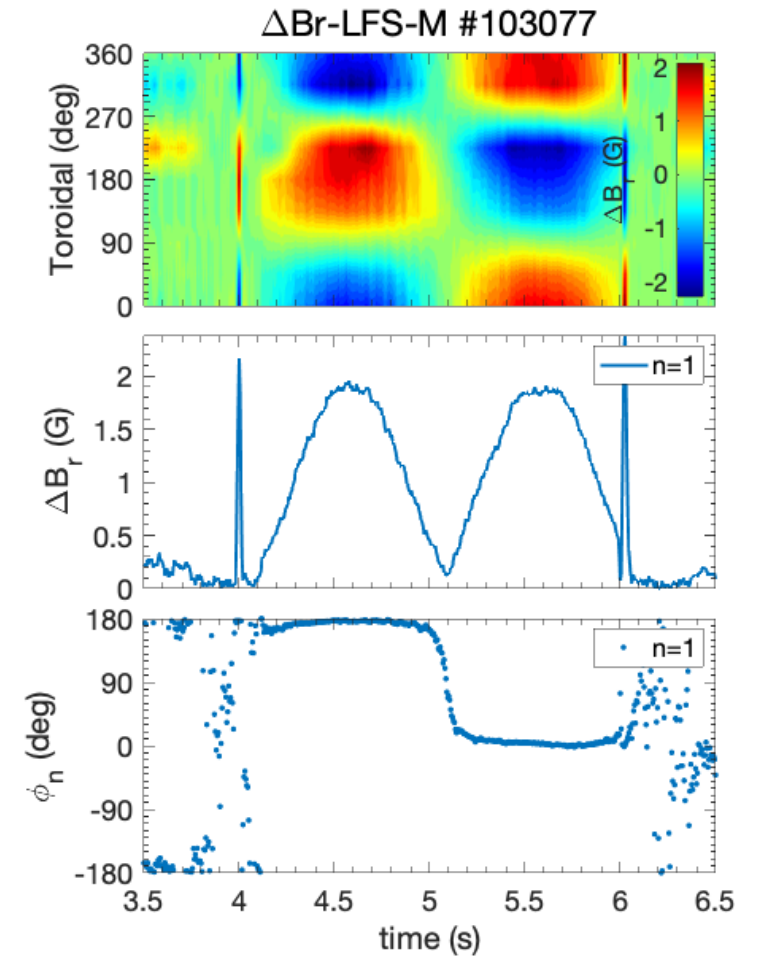 ΔBr-LFS-M #103077
Toroidal (deg)
360
270
180
90
0
ΔB_r (G)
2
1
0
-1
-2
ΔB_r (G)
2
1.5
1
0.5
0
n=1
ϕ_n (deg)
180
90
0
-90
-180
n=1
3.5 4 4.5 5 5.5 6 6.5
time (s)